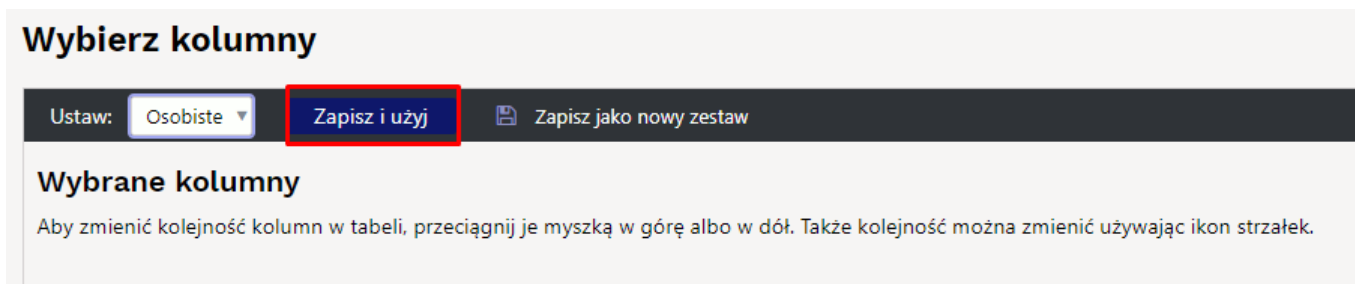 Wybierz kolumny
Ustaw: Osobiste Zapisz i użyj Zapisz jako nowy zestaw
Wybrane kolumny
Aby zmienić kolejność kolumn w tabeli, przeciągnij je myszką w górę albo w dół. Także kolejność można zmienić używając ikon strzałek.